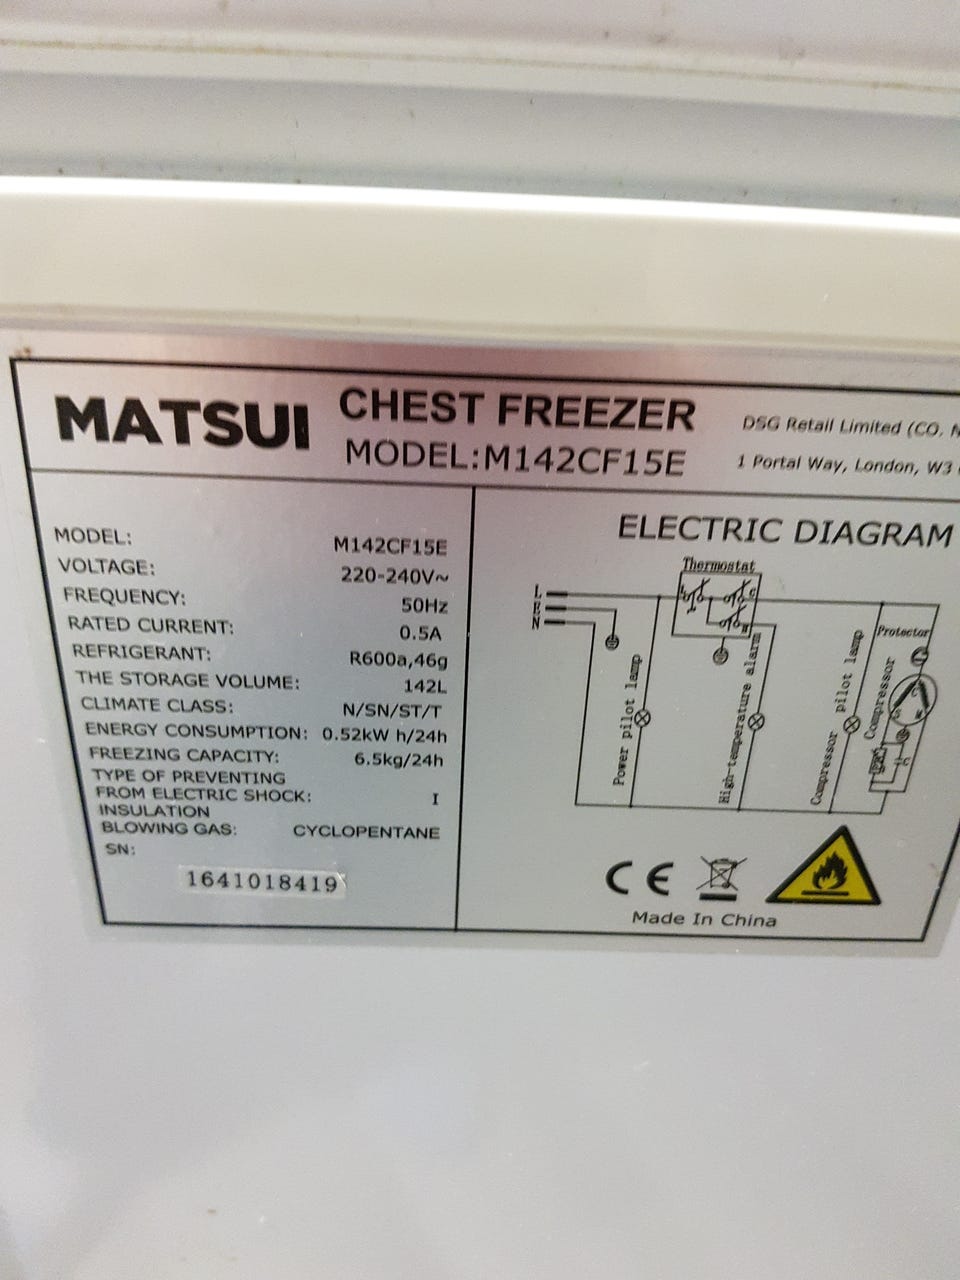 MATSUI
CHEST FREEZER
MODEL:M142CF15E
DSG Retail Limited (CO.
1 Portal Way, London, W3
MODEL: M142CF15E
VOLTAGE: 220-240V~
FREQUENCY: 50Hz
RATED CURRENT: 0.5A
REFRIGERANT: R600a,46g
THE STORAGE VOLUME: 142L
CLIMATE CLASS: N/SN/ST/T
ENERGY CONSUMPTION: 0.52kW h/24h
FREEZING CAPACITY: 6.5kg/24h
TYPE OF PREVENTING
FROM ELECTRIC SHOCK: I
INSULATION
BLOWING GAS: CYCLOPENTANE
SN:
1641018419
ELECTRIC DIAGRAM
Thermostat
L
E
N
Power pilot lamp
High-temperature alarm
Compressor pilot lamp
Compressor
Protector
CE
Made In China